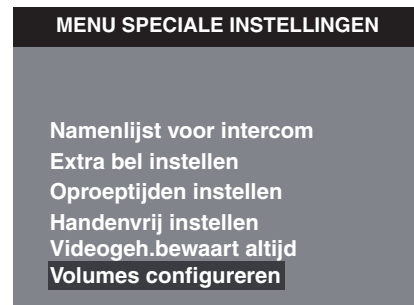 MENU SPECIALE INSTELLINGEN
Namenlijst voor intercom
Extra bel instellen
Oproeptijden instellen
Handenvrij instellen
Videogeh.bewaart altijd
Volumes configureren